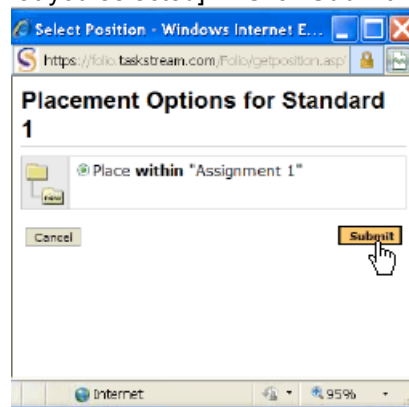 Select Position - Windows Internet E...
https://folio.taskstream.com/Folio/getposition.asp
Placement Options for Standard
1
new
Place within "Assignment 1"
Cancel
Submit
Internet
95%